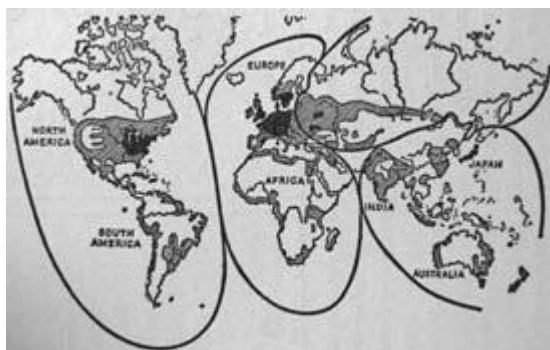 EUROPE
NORTH
AMERICA
AFRICA
JAPAN
INDIA
SOUTH
AMERICA
AUSTRALIA